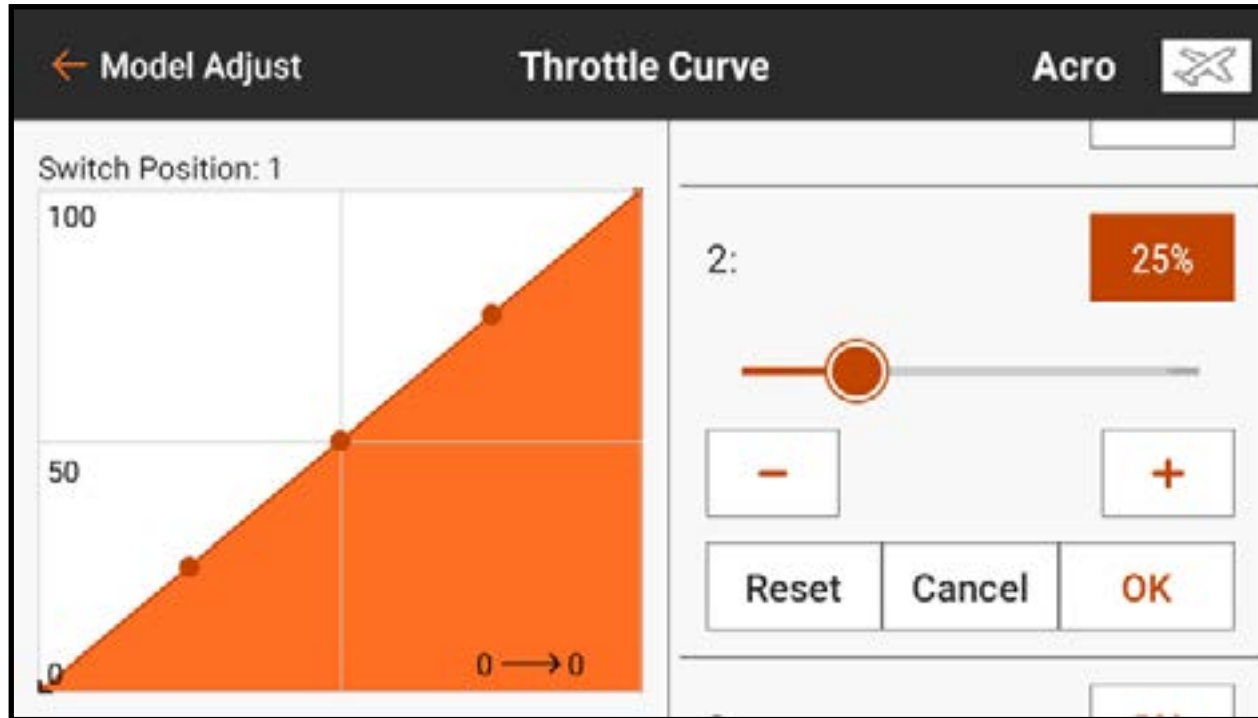 ← Model Adjust
Throttle Curve
Acro
Switch Position: 1
100
50
0
0 → 0
2:
25%
−
+
Reset
Cancel
OK